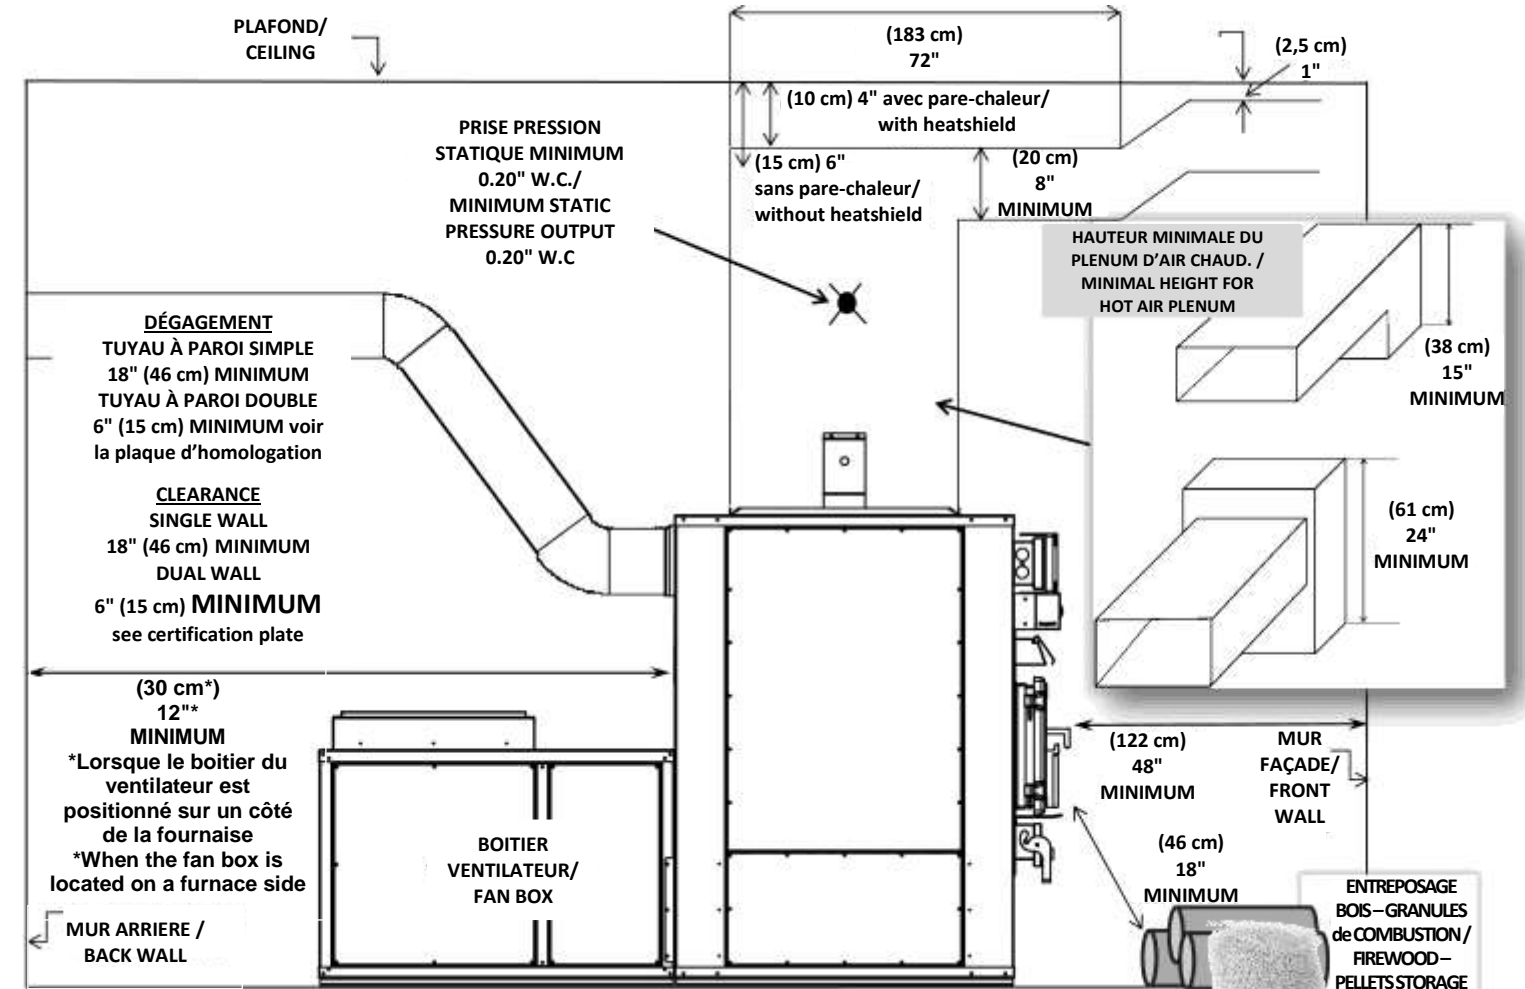 PLAFOND/
CEILING
(183 cm)
72"
(2,5 cm)
1"
(10 cm) 4" avec pare-chaleur/
with heatshield
PRISE PRESSION
STATIQUE MINIMUM
0.20" W.C./
MINIMUM STATIC
PRESSURE OUTPUT
0.20" W.C
(15 cm) 6"
sans pare-chaleur/
without heatshield
(20 cm)
8"
MINIMUM
HAUTEUR MINIMALE DU
PLENUM D’AIR CHAUD. /
MINIMAL HEIGHT FOR
HOT AIR PLENUM
(38 cm)
15"
MINIMUM
DÉGAGEMENT
TUYAU À PAROI SIMPLE
18" (46 cm) MINIMUM
TUYAU À PAROI DOUBLE
6" (15 cm) MINIMUM voir
la plaque d’homologation
CLEARANCE
SINGLE WALL
18" (46 cm) MINIMUM
DUAL WALL
6" (15 cm) MINIMUM
see certification plate
(61 cm)
24"
MINIMUM
(30 cm*)
12"*
MINIMUM
*Lorsque le boitier du
ventilateur est
positionné sur un côté
de la fournaise
*When the fan box is
located on a furnace side
MUR ARRIERE /
BACK WALL
BOITIER
VENTILATEUR/
FAN BOX
(122 cm)
48"
MINIMUM
MUR
FAÇADE/
FRONT
WALL
(46 cm)
18"
MINIMUM
ENTREPOSAGE
BOIS–GRANULES
de COMBUSTION /
FIREWOOD–
PELLETS STORAGE